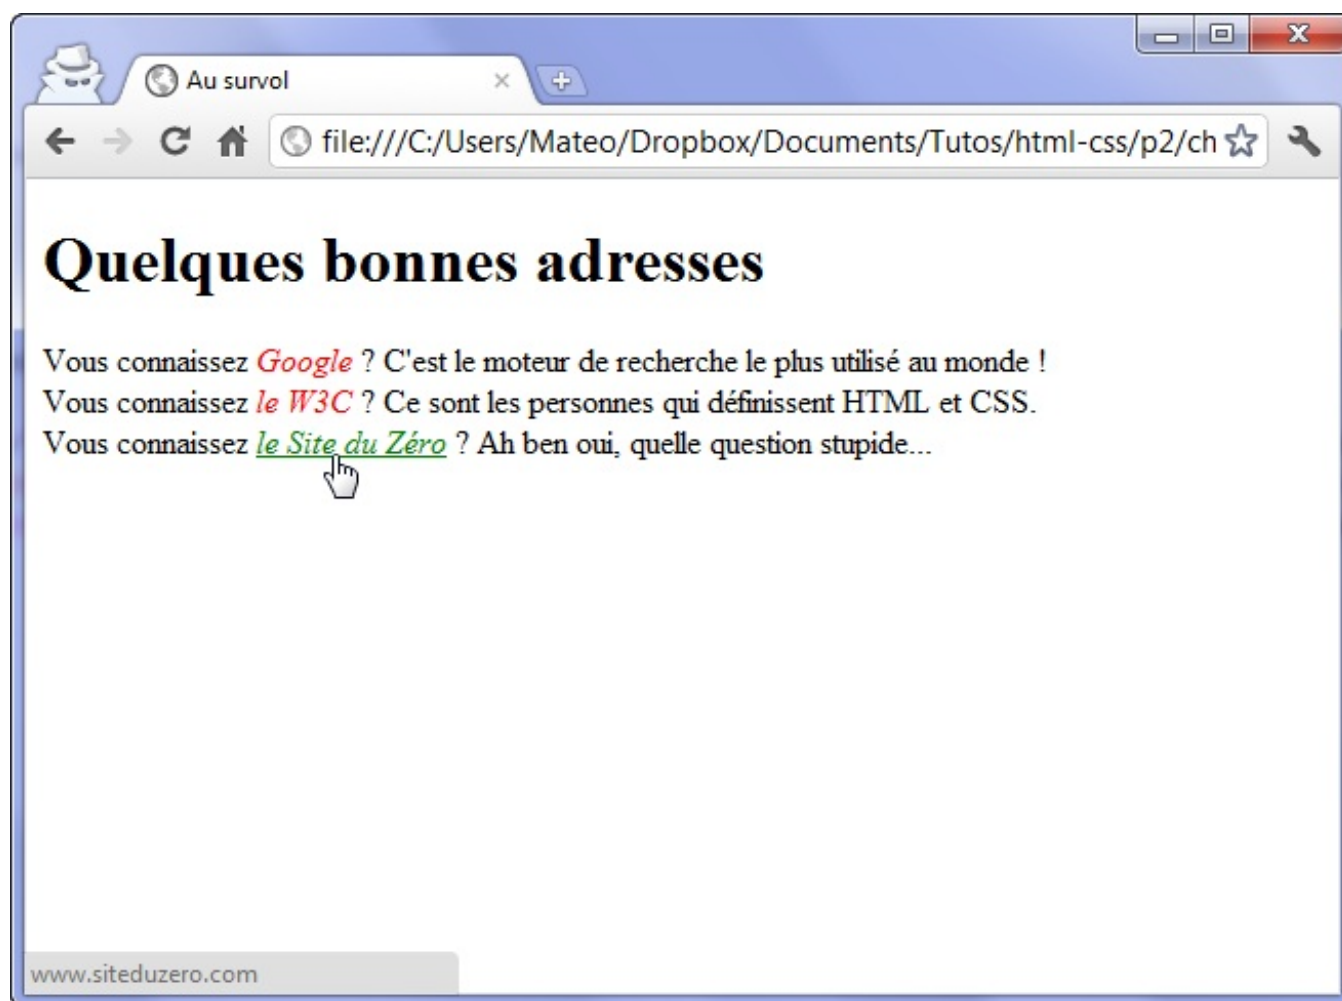 Au survol
file:///C:/Users/Mateo/Dropbox/Documents/Tutos/html-css/p2/ch
Quelques bonnes adresses
Vous connaissez Google ? C'est le moteur de recherche le plus utilisé au monde !
Vous connaissez le W3C ? Ce sont les personnes qui définissent HTML et CSS.
Vous connaissez le Site du Zéro ? Ah ben oui, quelle question stupide...
www.siteduzero.com